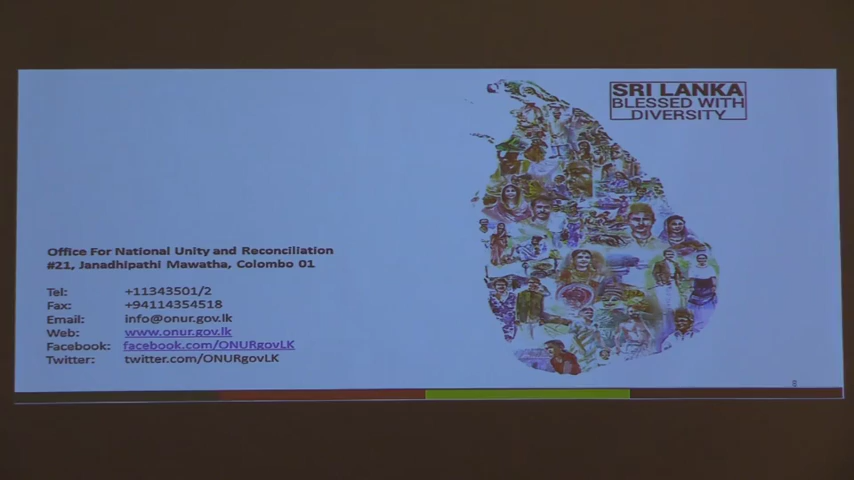 SRI LANKA
BLESSED WITH
DIVERSITY
Office For National Unity and Reconciliation
#21, Janadhipathi Mawatha, Colombo 01
Tel: +11343501/2
Fax: +94114354518
Email: info@onur.gov.lk
Web: www.onur.gov.lk
Facebook: facebook.com/ONURgovLK
Twitter: twitter.com/ONURgovLK
8